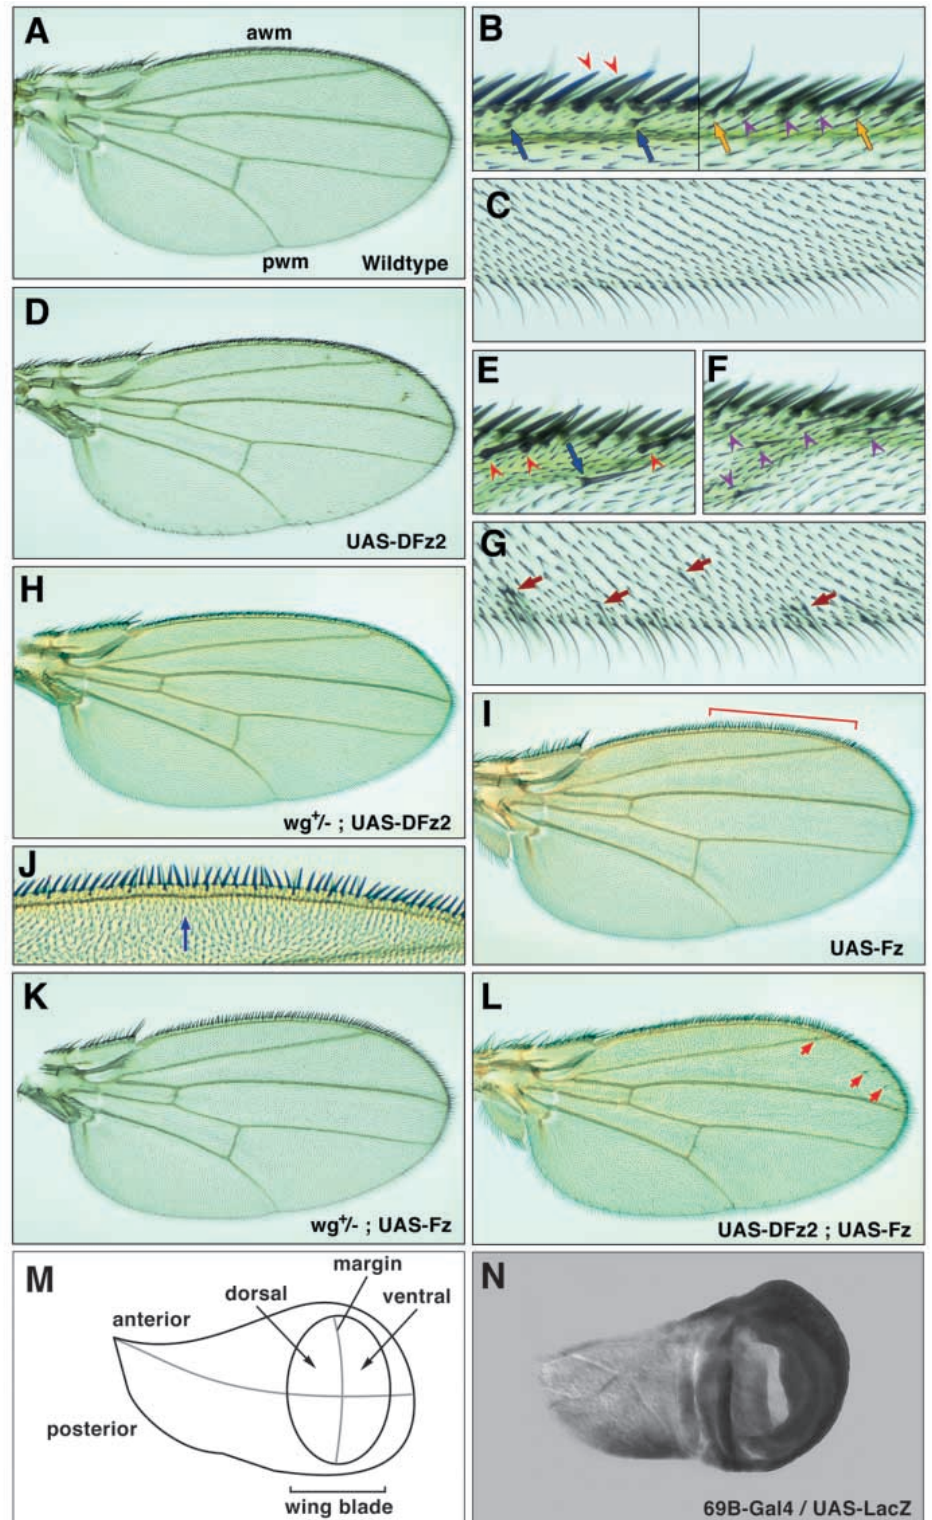 A
awm
pwm
Wildtype
B
C
D
UAS-DFz2
E
F
G
H
wg+/- ; UAS-DFz2
I
UAS-Fz
J
K
wg+/- ; UAS-Fz
L
UAS-DFz2 ; UAS-Fz
M
margin
dorsal
ventral
anterior
posterior
wing blade
N
69B-Gal4 / UAS-LacZ